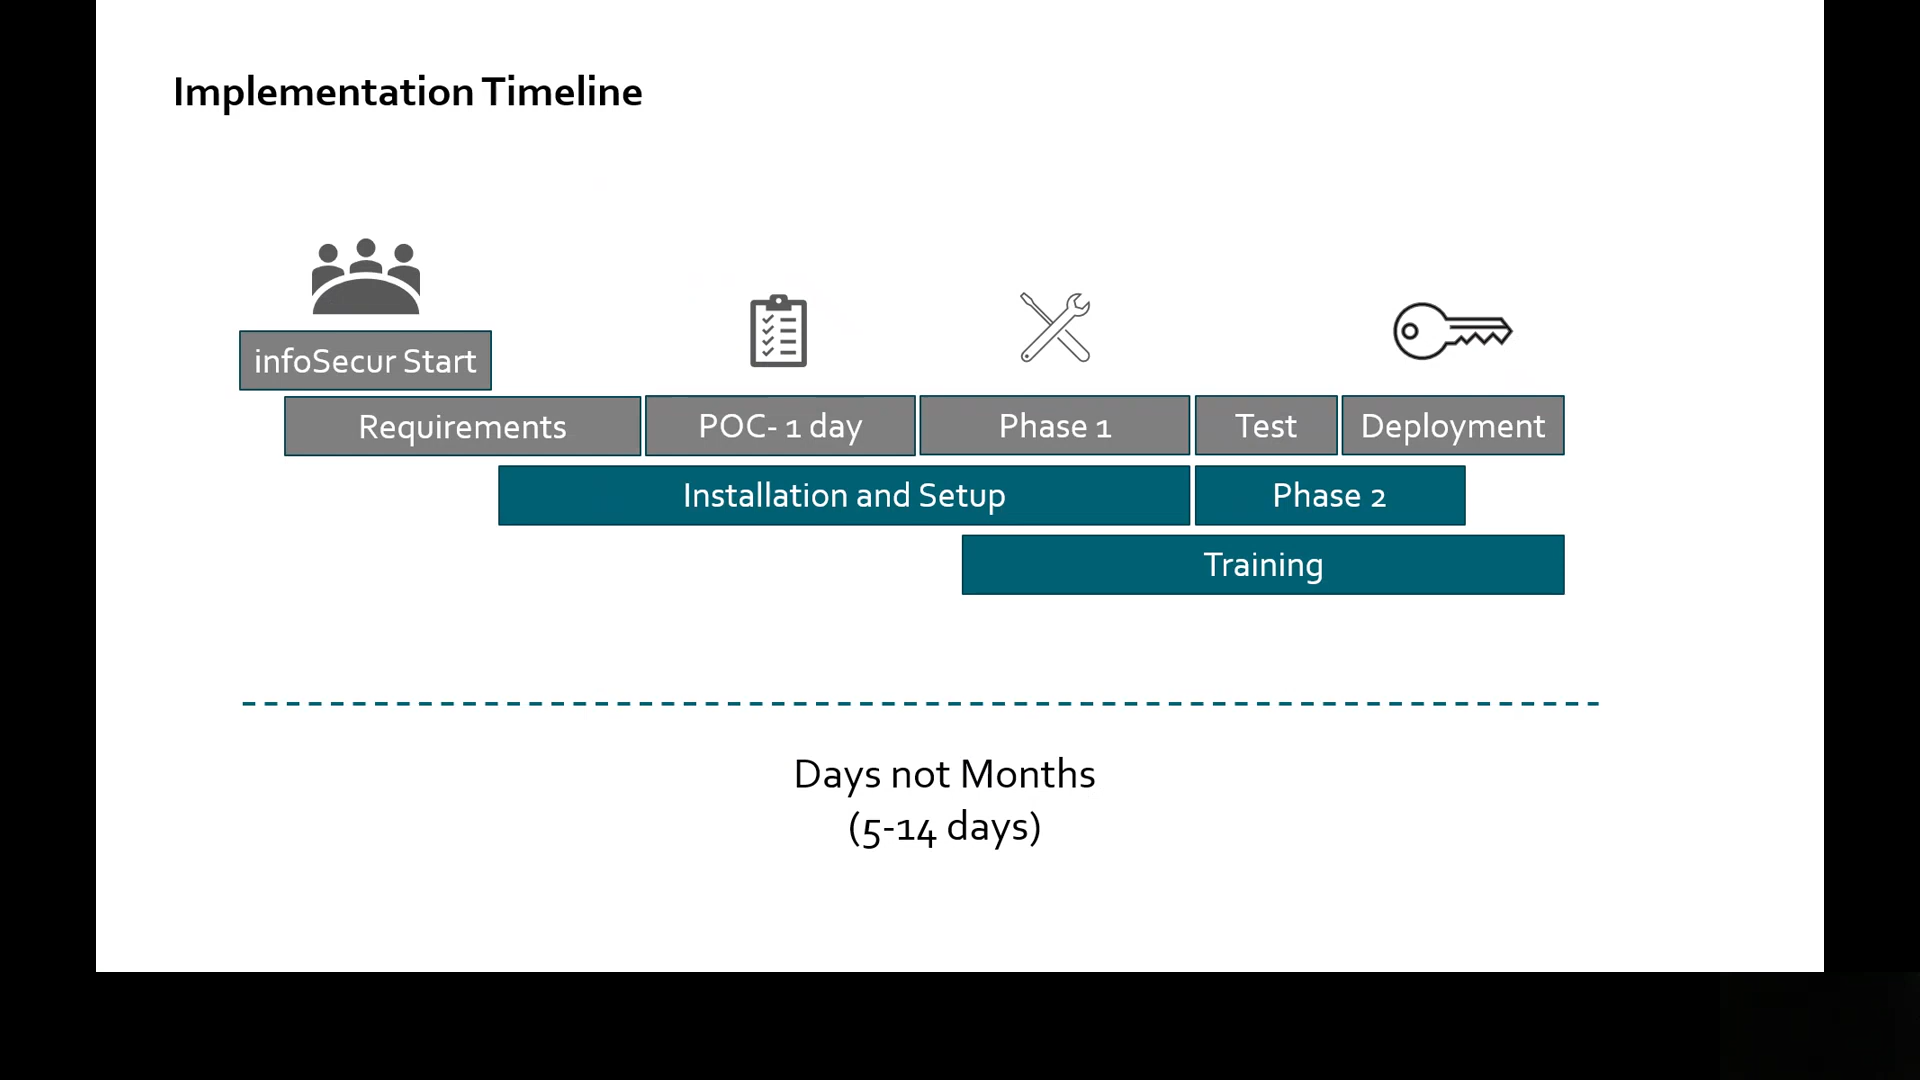 Implementation Timeline
infoSecur Start
Requirements
POC- 1 day
Phase 1
Test
Deployment
Installation and Setup
Phase 2
Training
Days not Months
(5-14 days)